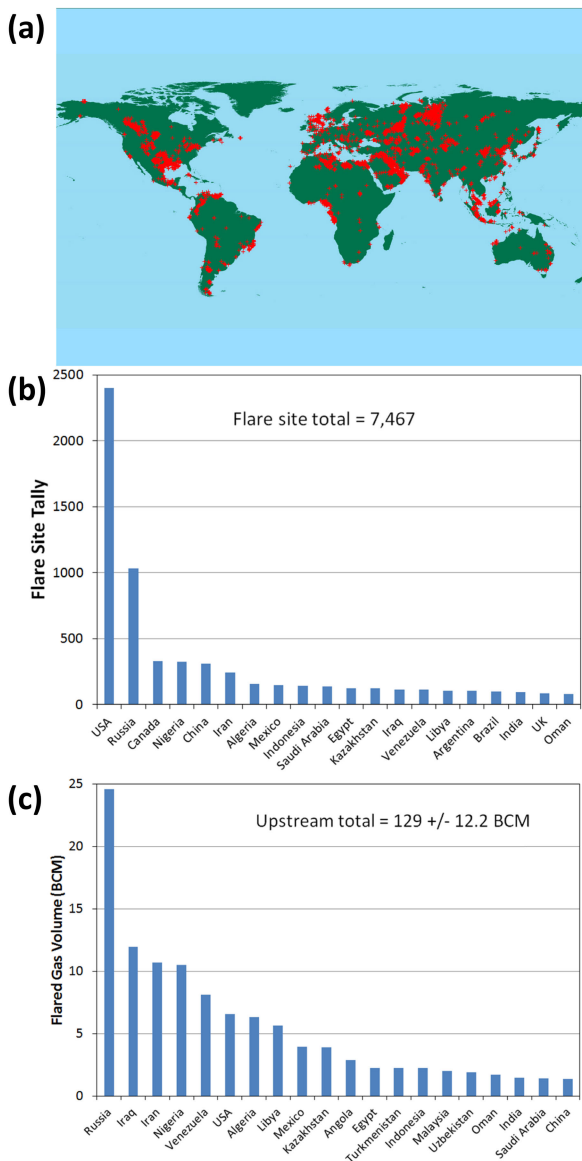 (a)
(b)
2500
2000
1500
1000
500
0
Flare Site Tally
Flare site total = 7,467
USA
Russia
Canada
Nigeria
China
Iran
Algeria
Mexico
Indonesia
Saudi Arabia
Egypt
Kazakhstan
Iraq
Venezuela
Libya
Argentina
Brazil
India
UK
Oman
(c)
25
20
15
10
5
0
Flared Gas Volume (BCM)
Upstream total = 129 +/- 12.2 BCM
Russia
Iraq
Iran
Nigeria
Venezuela
USA
Algeria
Libya
Mexico
Kazakhstan
Angola
Egypt
Turkmenistan
Indonesia
Malaysia
Uzbekistan
Oman
India
Saudi Arabia
China